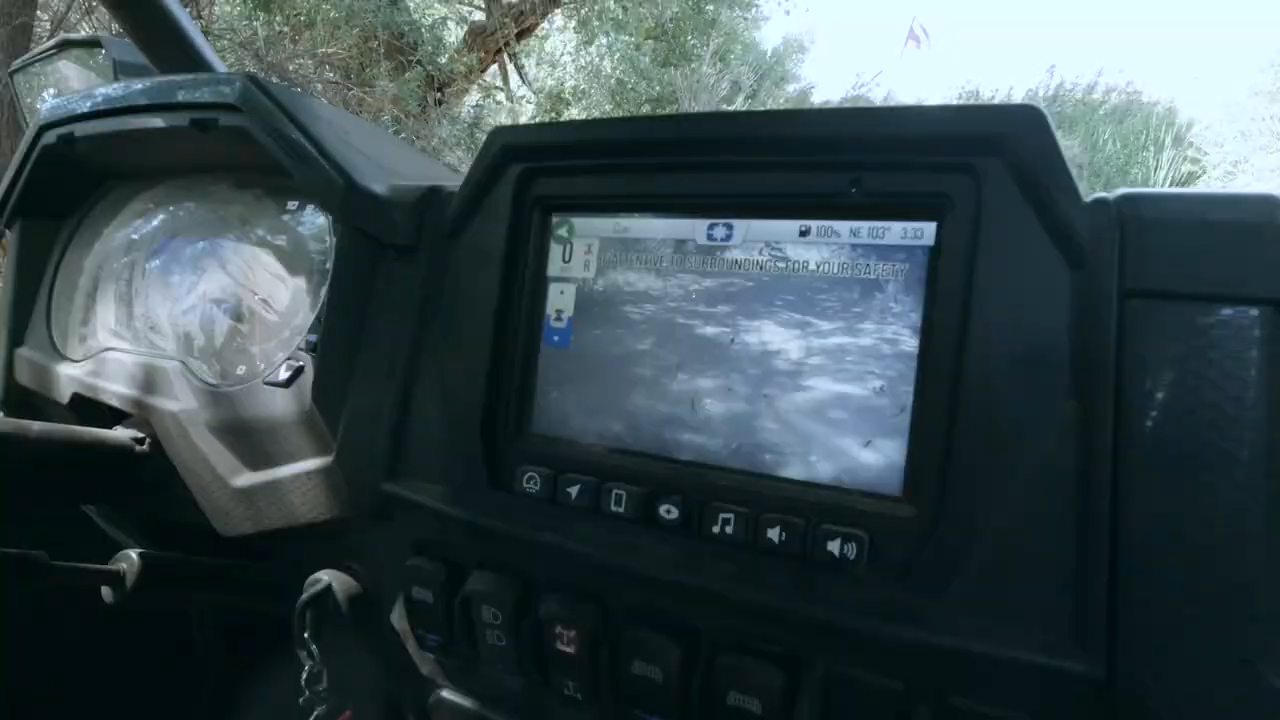 100% NE 103° 3:33
0
R
ATTENTIVE TO SURROUNDINGS FOR YOUR SAFETY